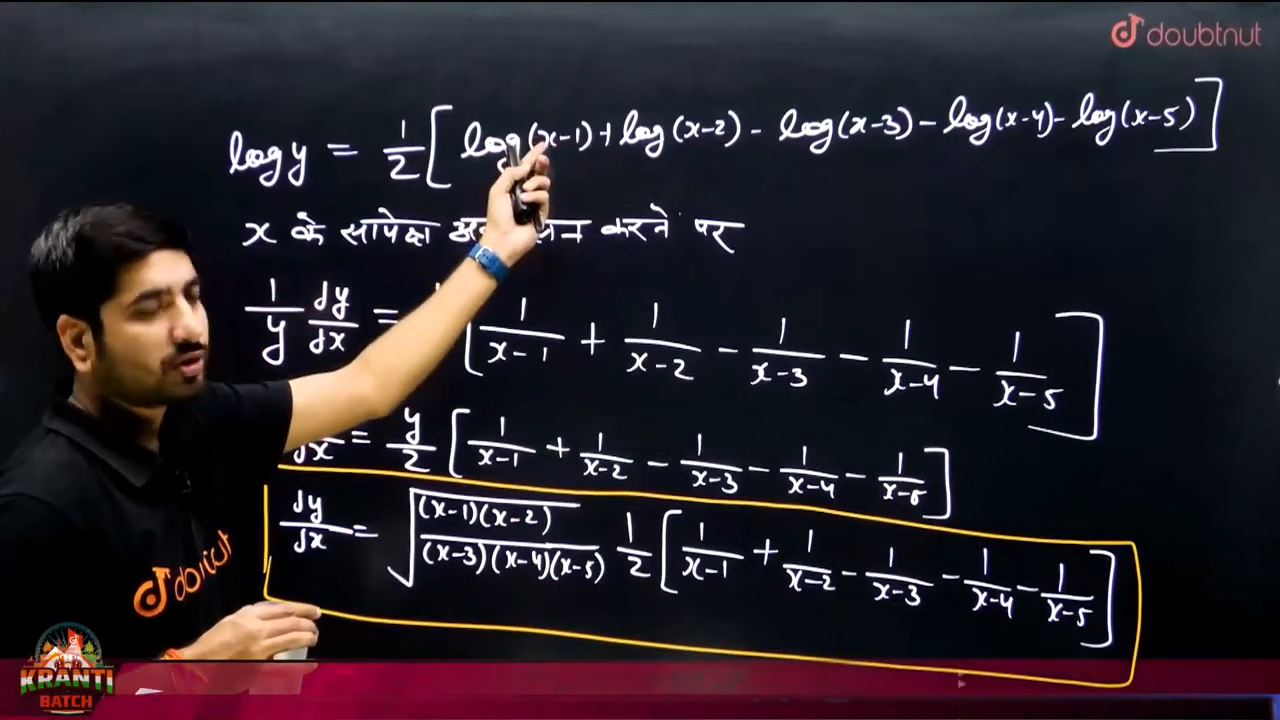 doubtnut
log y = 1/2 [ log(x-1) + log(x-2) - log(x-3) - log(x-4) - log(x-5) ]
x के सापेक्ष करने पर
1/y dy/dx = [ 1/(x-1) + 1/(x-2) - 1/(x-3) - 1/(x-4) - 1/(x-5) ]
dx = y/2 [ 1/(x-1) + 1/(x-2) - 1/(x-3) - 1/(x-4) - 1/(x-5) ]
dy/dx = √((x-1)(x-2)/(x-3)(x-4)(x-5)) 1/2 [ 1/(x-1) + 1/(x-2) - 1/(x-3) - 1/(x-4) - 1/(x-5) ]
KRANTI
BATCH